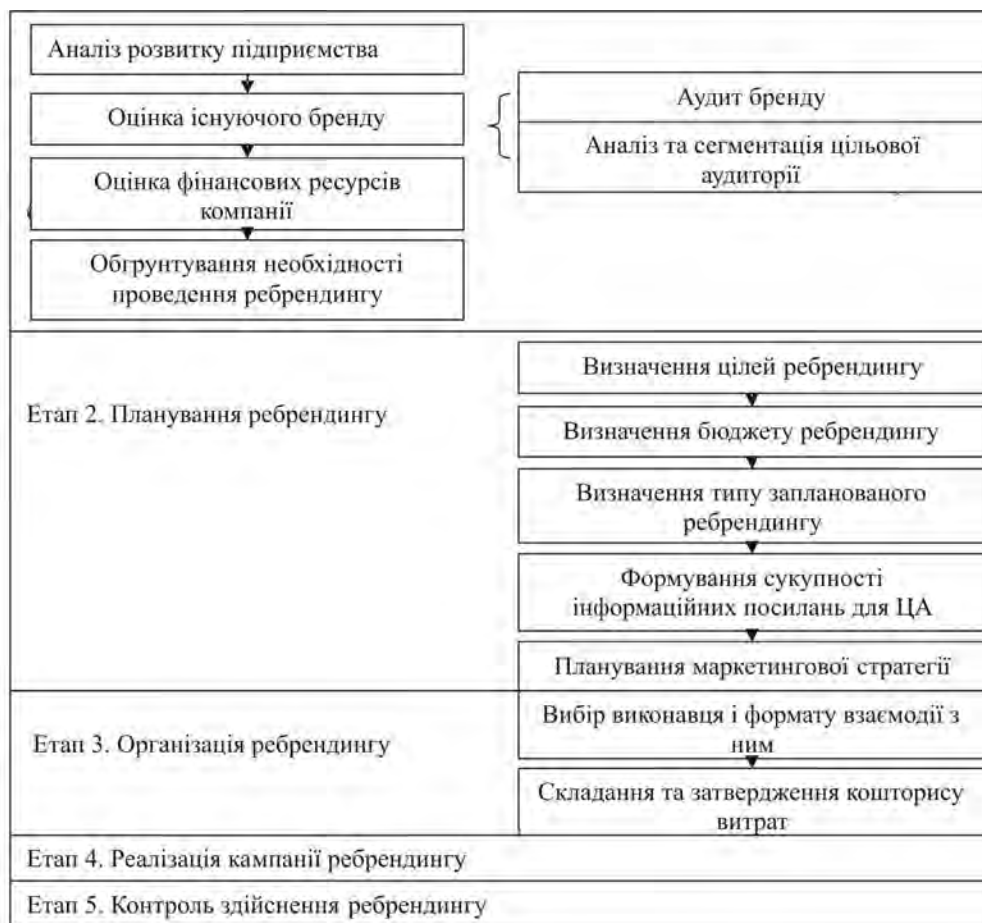 Аналіз розвитку підприємства
Оцінка існуючого бренду
Оцінка фінансових ресурсів
компанії
Обгрунтування необхідності
проведення ребрендингу
Аудит бренду
Аналіз та сегментація цільової
аудиторії
Етап 2. Планування ребрендингу
Визначення цілей ребрендингу
Визначення бюджету ребрендингу
Визначення типу запланованого
ребрендингу
Формування сукупності
інформаційних посилань для ЦА
Планування маркетингової стратегії
Етап 3. Організація ребрендингу
Вибір виконавця і формату взаємодії з
ним
Складання та затвердження кошторису
витрат
Етап 4. Реалізація кампанії ребрендингу
Етап 5. Контроль здійснення ребрендингу